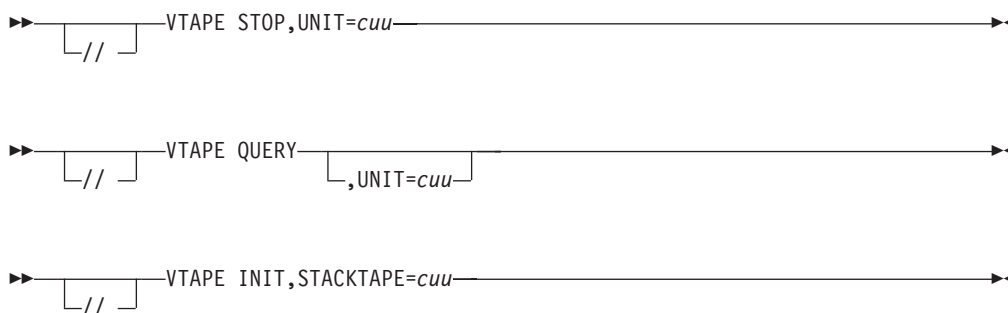 VTAPE STOP,UNIT=cuu
//
VTAPE QUERY
// ,UNIT=cuu
VTAPE INIT,STACKTAPE=cuu
//